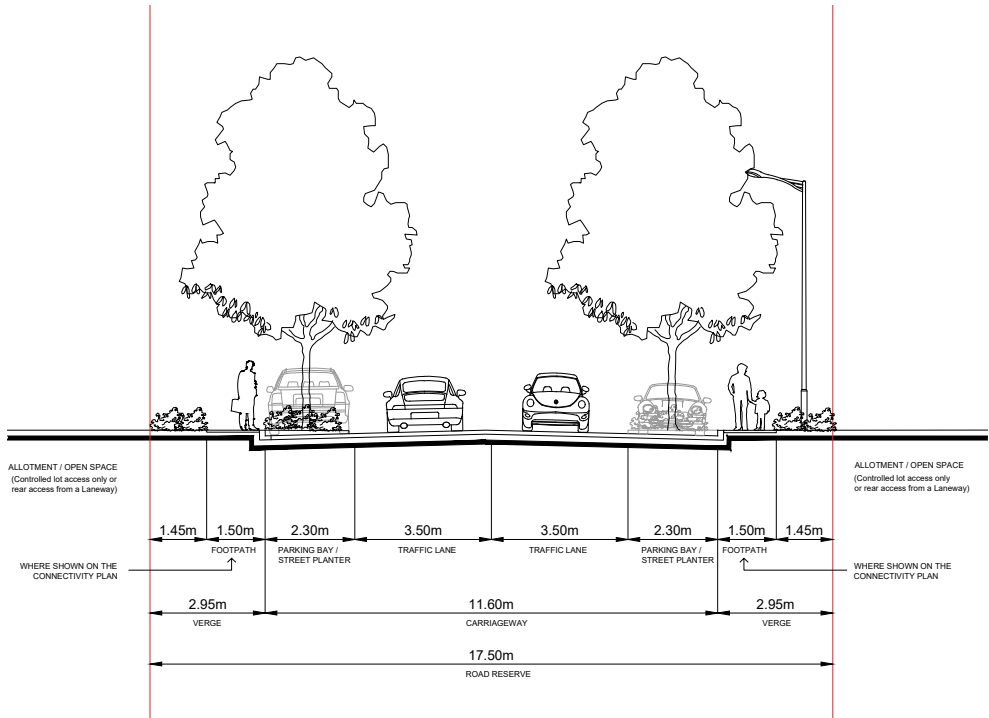 ALLOTMENT / OPEN SPACE
(Controlled lot access only or
rear access from a Laneway)
ALLOTMENT / OPEN SPACE
(Controlled lot access only
or rear access from a Laneway)
1.45m 1.50m 2.30m 3.50m 3.50m 2.30m 1.50m 1.45m
FOOTPATH PARKING BAY / TRAFFIC LANE TRAFFIC LANE PARKING BAY / FOOTPATH
STREET PLANTER STREET PLANTER
WHERE SHOWN ON THE
CONNECTIVITY PLAN
WHERE SHOWN ON THE
CONNECTIVITY PLAN
2.95m 11.60m 2.95m
VERGE CARRIAGEWAY VERGE
17.50m
ROAD RESERVE